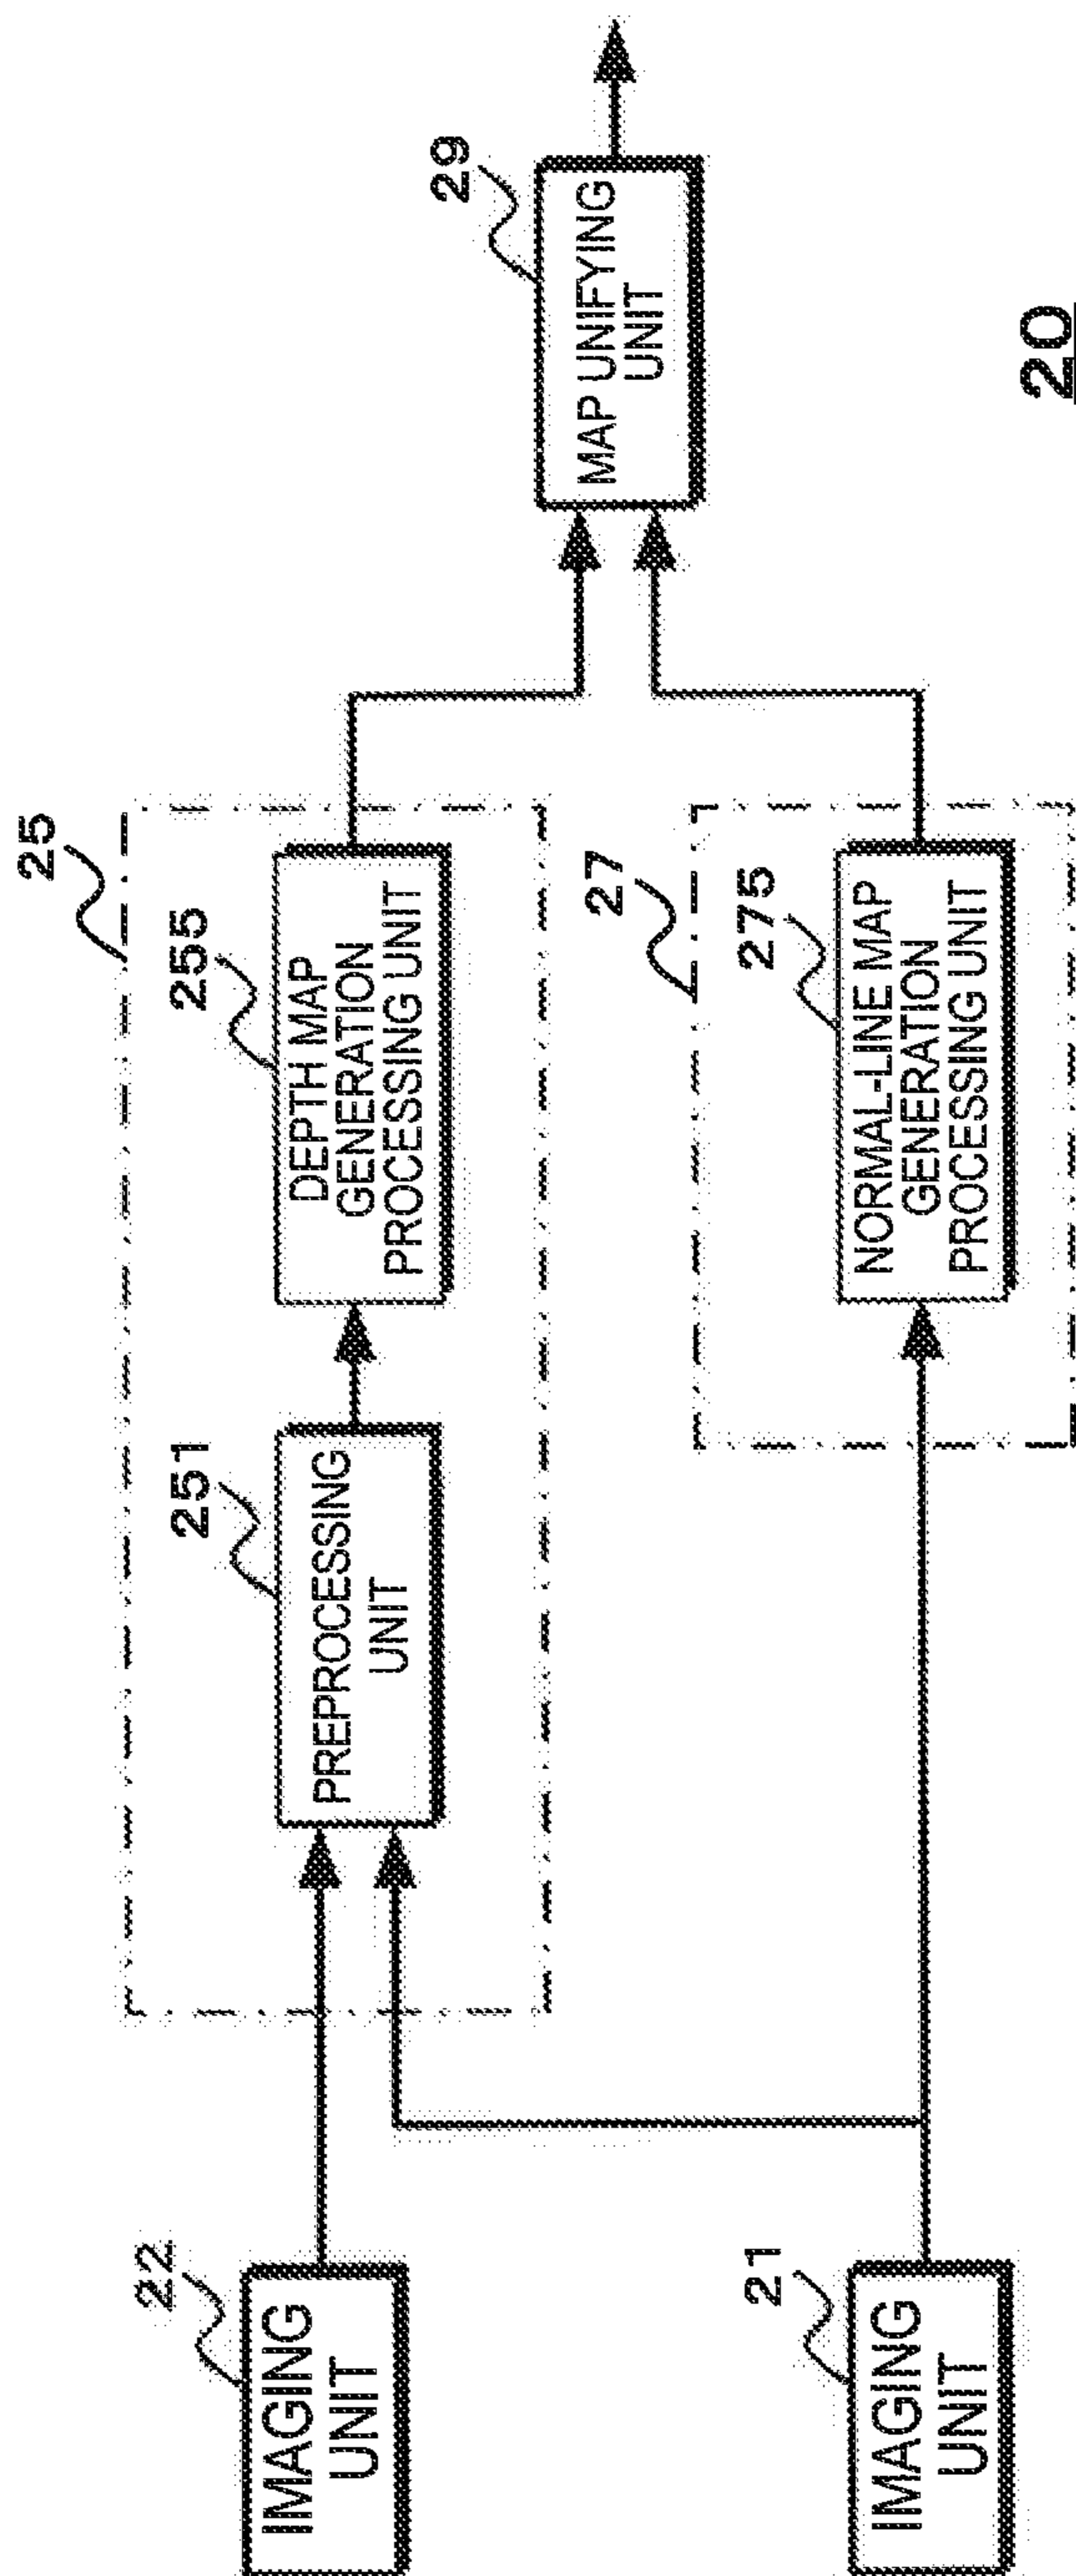 22
IMAGING
UNIT
21
IMAGING
UNIT
25
251
PREPROCESSING
UNIT
255
DEPTH MAP
GENERATION
PROCESSING UNIT
27
275
NORMAL-LINE MAP
GENERATION
PROCESSING UNIT
29
MAP UNIFYING
UNIT
20